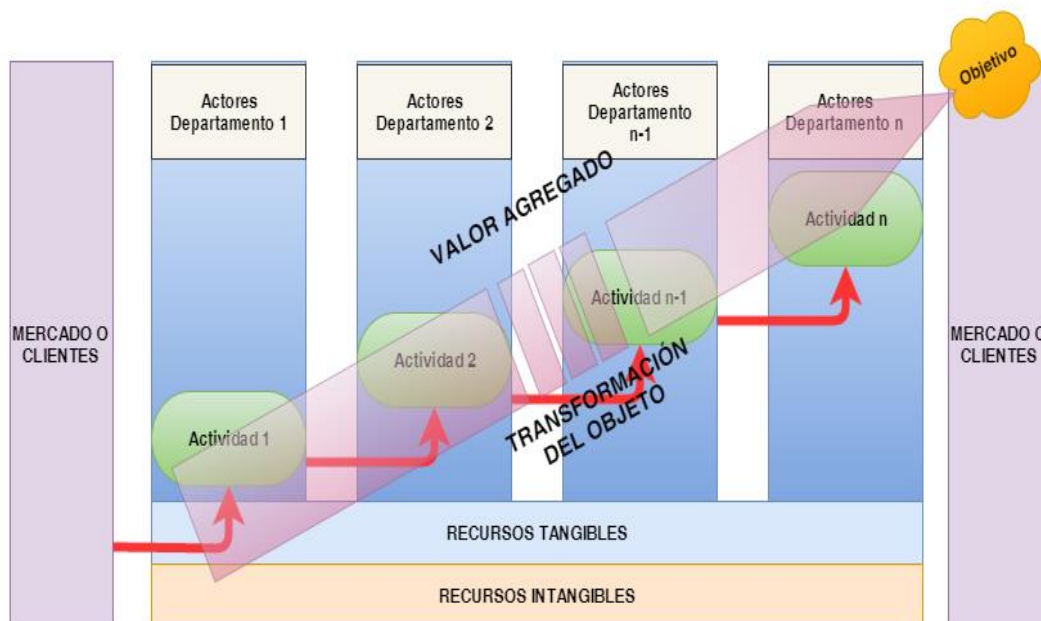 Objetivo
Actores
Departamento 1
Actores
Departamento 2
Actores
Departamento
n-1
Actores
Departamento n
VALOR AGREGADO
Actividad n
Actividad n-1
MERCADO O
CLIENTES
Actividad 2
MERCADO O
CLIENTES
TRANSFORMACIÓN
DEL OBJETO
Actividad 1
RECURSOS TANGIBLES
RECURSOS INTANGIBLES